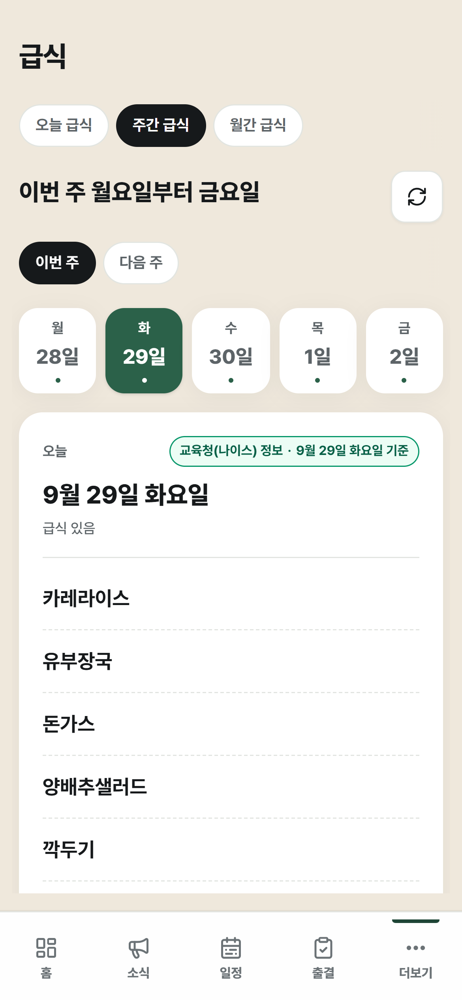 급식
오늘 급식 주간 급식 월간 급식
이번 주 월요일부터 금요일
이번 주 다음 주
월 화 수 목 금
28일 29일 30일 1일 2일
오늘 교육청(나이스) 정보 · 9월 29일 화요일 기준
9월 29일 화요일
급식 있음
카레라이스
유부장국
돈가스
양배추샐러드
깍두기
홈 소식 일정 출결 더보기